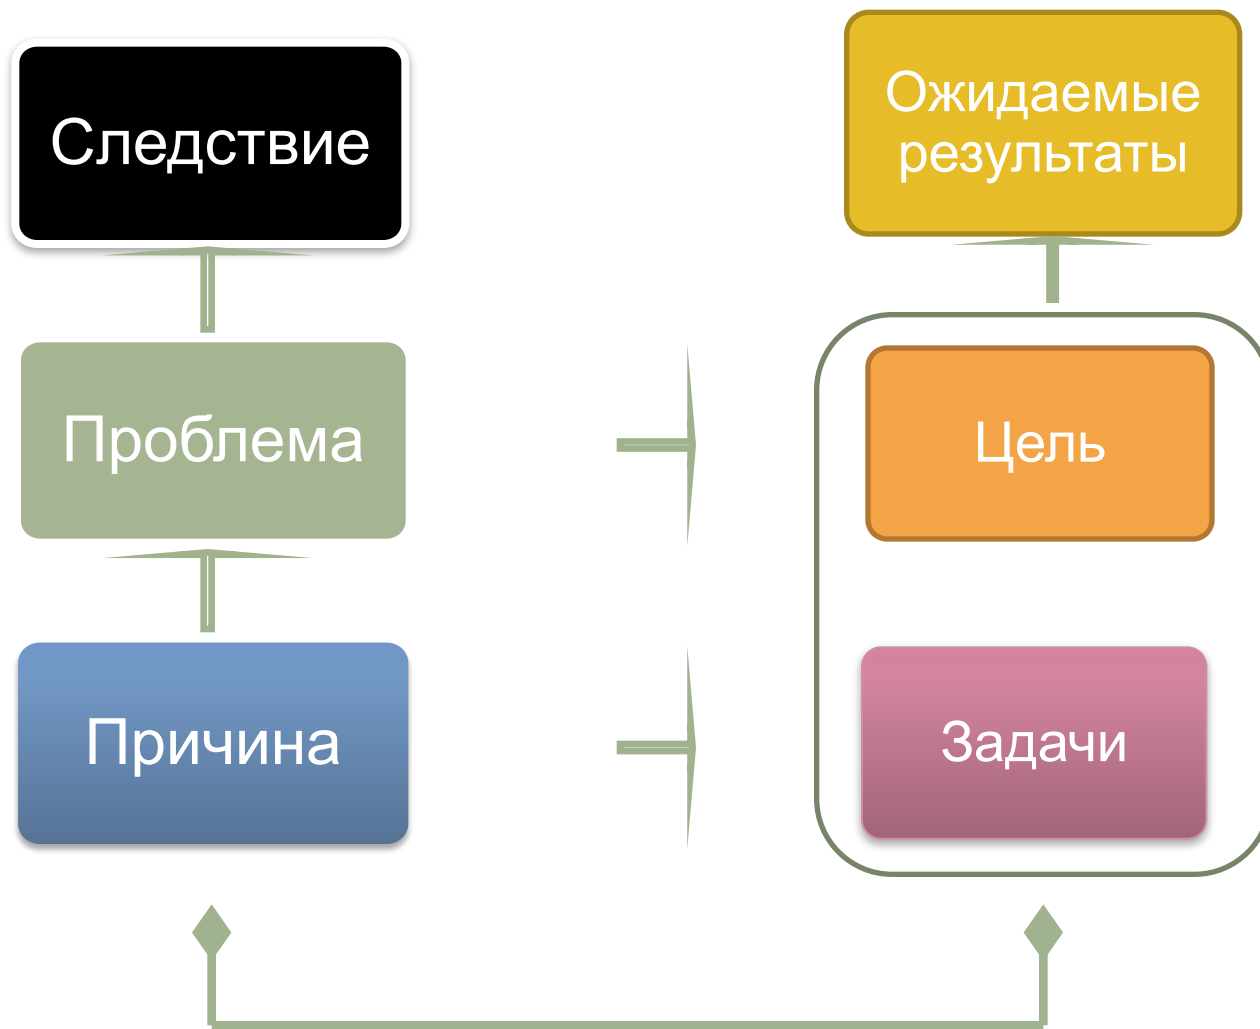 Следствие
Ожидаемые
результаты
Проблема
Цель
Причина
Задачи